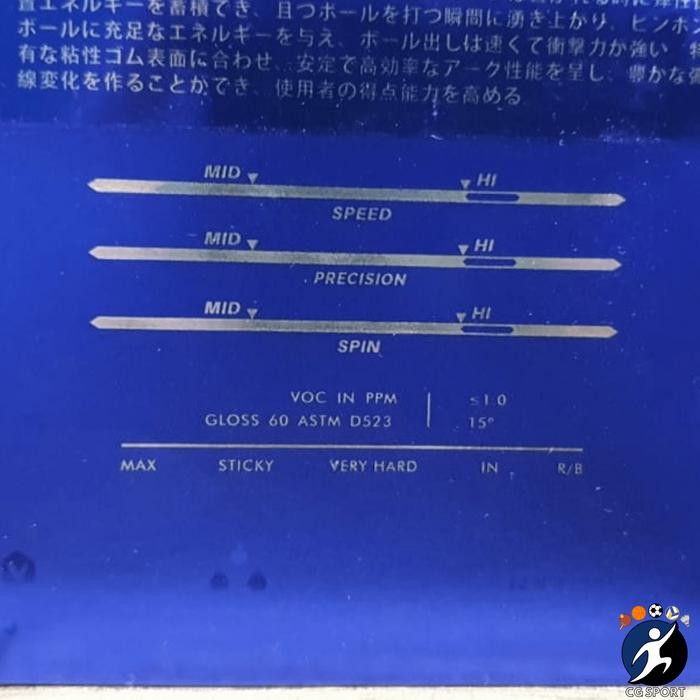 置エネルギーを蓄積でき、且つボールを打つ瞬間に湧き上がり、ピンポン
ボールに充足なエネルギーを与え、ボール出しは速くて衝撃力が強い
有な粘性ゴム表面に合わせ、安定で高効率なアーク性能を呈し、豊かな
線変化を作ることができ、使用者の得点能力を高める
MID HI
SPEED
MID HI
PRECISION
MID HI
SPIN
VOC IN PPM ≤1.0
GLOSS 60 ASTM D523 15°
MAX STICKY VERY HARD IN R/B
CG SPORT